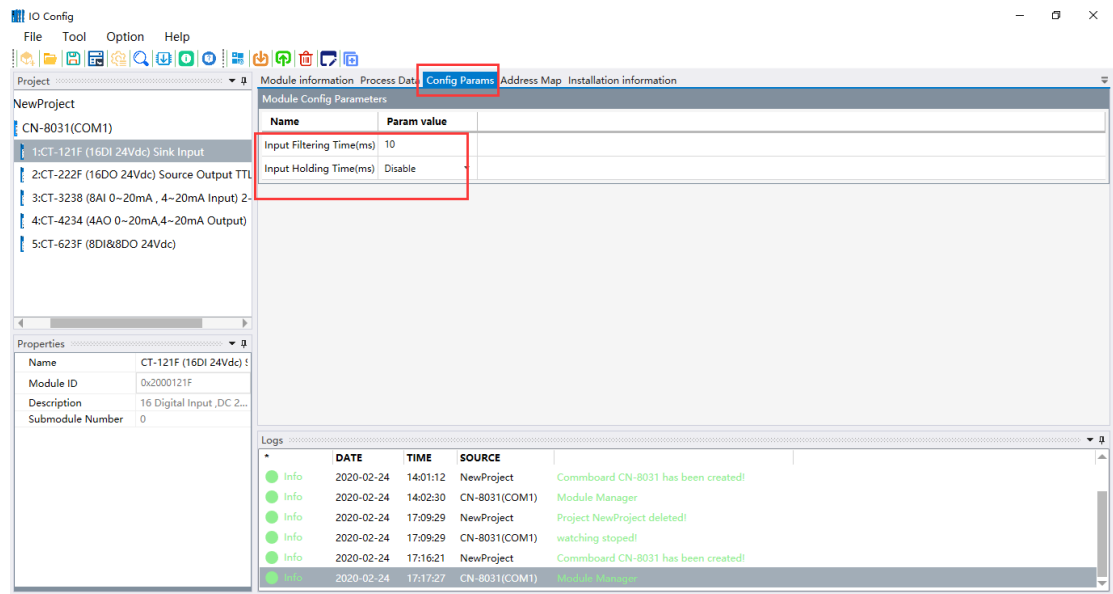 IO Config
File Tool Option Help
Project
NewProject
CN-8031(COM1)
1:CT-121F (16DI 24Vdc) Sink Input
2:CT-222F (16DO 24Vdc) Source Output TTL
3:CT-3238 (8AI 0~20mA , 4~20mA Input) 2-
4:CT-4234 (4AO 0~20mA,4~20mA Output)
5:CT-623F (8DI&8DO 24Vdc)
Properties
Name CT-121F (16DI 24Vdc) S
Module ID 0x2000121F
Description 16 Digital Input ,DC 2...
Submodule Number 0
Module information Process Data Config Params Address Map Installation information
Module Config Parameters
Name Param value
Input Filtering Time(ms) 10
Input Holding Time(ms) Disable
Logs
DATE TIME SOURCE
Info 2020-02-24 14:01:12 NewProject Commboard CN-8031 has been created!
Info 2020-02-24 14:02:30 CN-8031(COM1) Module Manager
Info 2020-02-24 17:09:29 NewProject Project NewProject deleted!
Info 2020-02-24 17:09:29 CN-8031(COM1) watching stoped!
Info 2020-02-24 17:16:21 NewProject Commboard CN-8031 has been created!
Info 2020-02-24 17:17:27 CN-8031(COM1) Module Manager